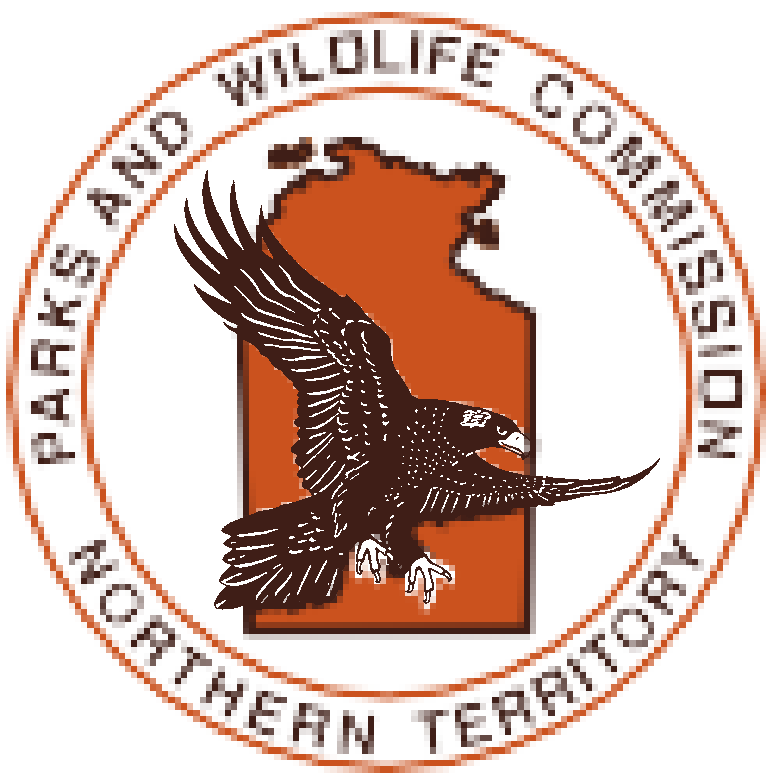 PARKS AND WILDLIFE COMMISSION
NORTHERN TERRITORY